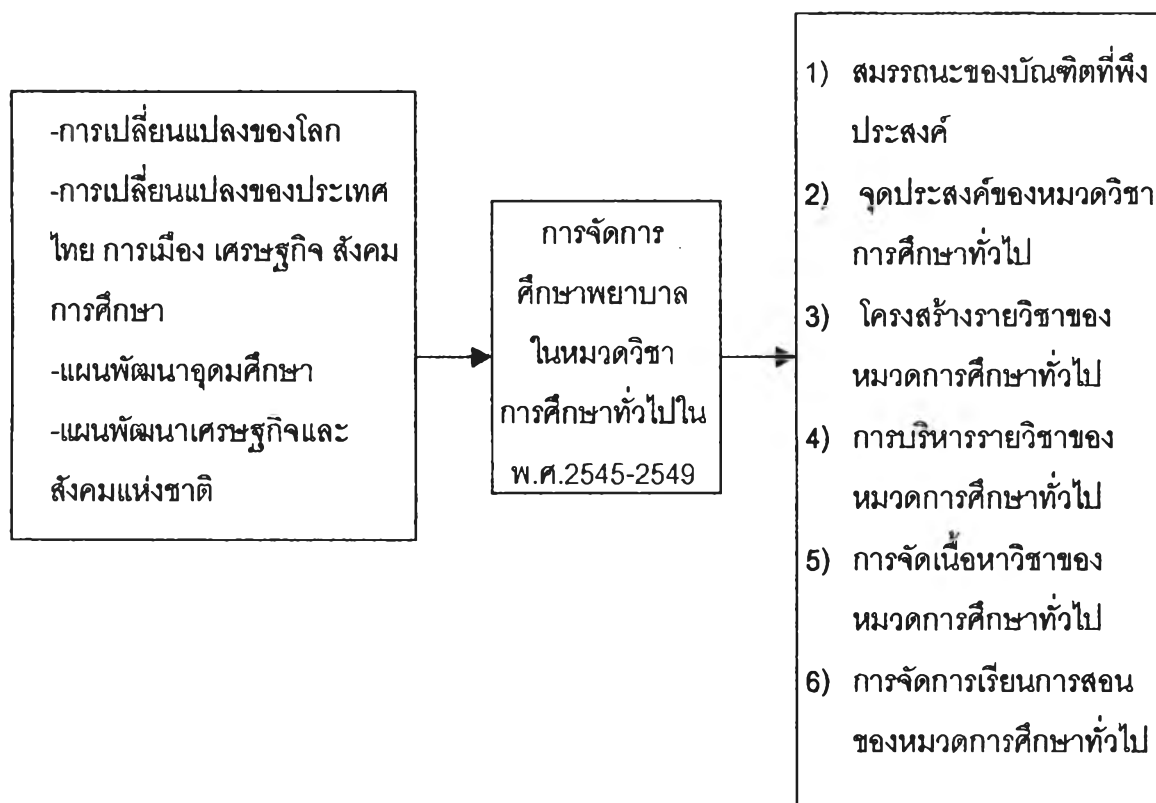 -การเปลี่ยนแปลงของโลก
-การเปลี่ยนแปลงของประเทศ
ไทย การเมือง เศรษฐกิจ สังคม
การศึกษา
-แผนพัฒนาอุดมศึกษา
-แผนพัฒนาเศรษฐกิจและ
สังคมแห่งชาติ
การจัดการ
ศึกษาพยาบาล
ในหมวดวิชา
การศึกษาทั่วไปใน
พ.ศ.2545-2549
1) สมรรถนะของบัณฑิตที่พึง
ประสงค์
2) จุดประสงค์ของหมวดวิชา
การศึกษาทั่วไป
3) โครงสร้างรายวิชาของ
หมวดการศึกษาทั่วไป
4) การบริหารรายวิชาของ
หมวดการศึกษาทั่วไป
5) การจัดเนื้อหาวิชาของ
หมวดการศึกษาทั่วไป
6) การจัดการเรียนการสอน
ของหมวดการศึกษาทั่วไป